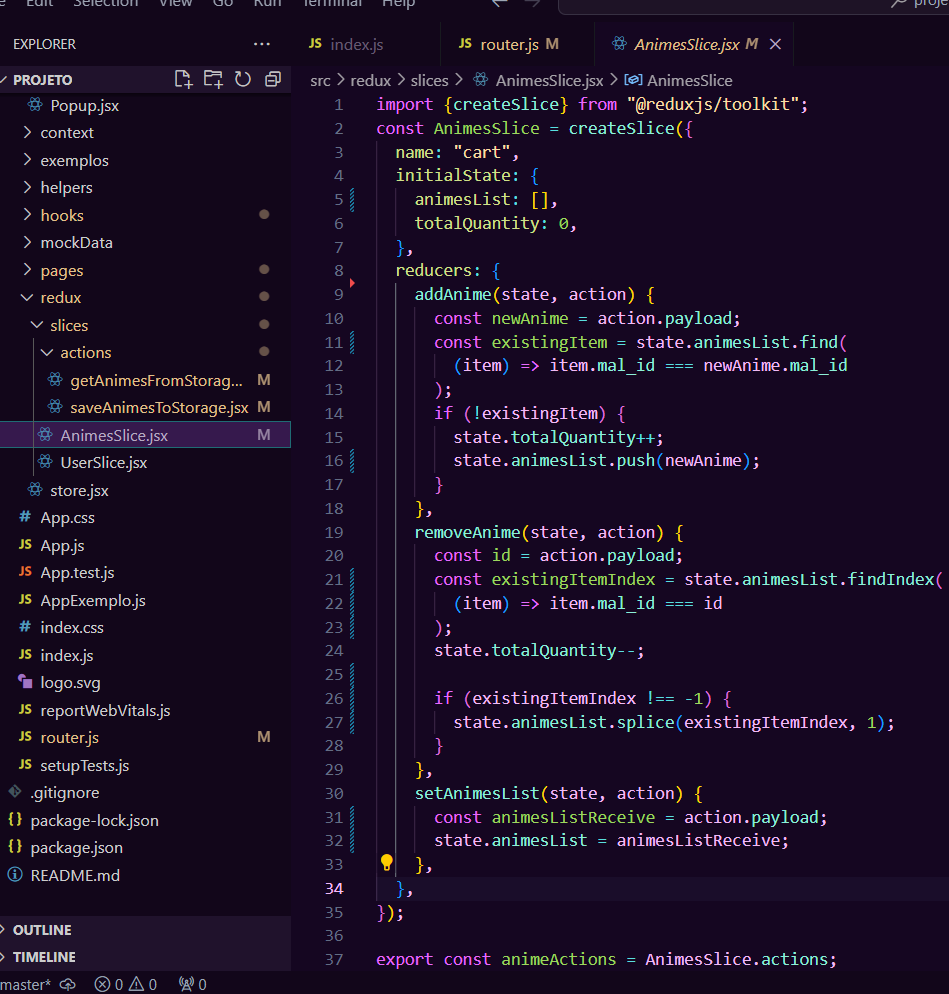 Edit Selection View Go Run Terminal Help
EXPLORER
PROJETO
Popup.jsx
context
exemplos
helpers
hooks
mockData
pages
redux
slices
actions
getAnimesFromStorag... M
saveAnimesToStorage.jsx M
AnimesSlice.jsx M
UserSlice.jsx
store.jsx
# App.css
JS App.js
JS App.test.js
JS AppExemplo.js
# index.css
JS index.js
logo.svg
JS reportWebVitals.js
JS router.js M
JS setupTests.js
.gitignore
{} package-lock.json
{} package.json
README.md
OUTLINE
TIMELINE
master* 0 0 0
JS index.js JS router.js M AnimesSlice.jsx M
src > redux > slices > AnimesSlice.jsx > AnimesSlice
1 import {createSlice} from "@reduxjs/toolkit";
2 const AnimesSlice = createSlice({
3 name: "cart",
4 initialState: {
5 animesList: [],
6 totalQuantity: 0,
7 },
8 reducers: {
9 addAnime(state, action) {
10 const newAnime = action.payload;
11 const existingItem = state.animesList.find(
12 (item) => item.mal_id === newAnime.mal_id
13 );
14 if (!existingItem) {
15 state.totalQuantity++;
16 state.animesList.push(newAnime);
17 }
18 },
19 removeAnime(state, action) {
20 const id = action.payload;
21 const existingItemIndex = state.animesList.findIndex(
22 (item) => item.mal_id === id
23 );
24 state.totalQuantity--;
25
26 if (existingItemIndex !== -1) {
27 state.animesList.splice(existingItemIndex, 1);
28 }
29 },
30 setAnimesList(state, action) {
31 const animesListReceive = action.payload;
32 state.animesList = animesListReceive;
33 },
34 },
35 });
36
37 export const animeActions = AnimesSlice.actions;